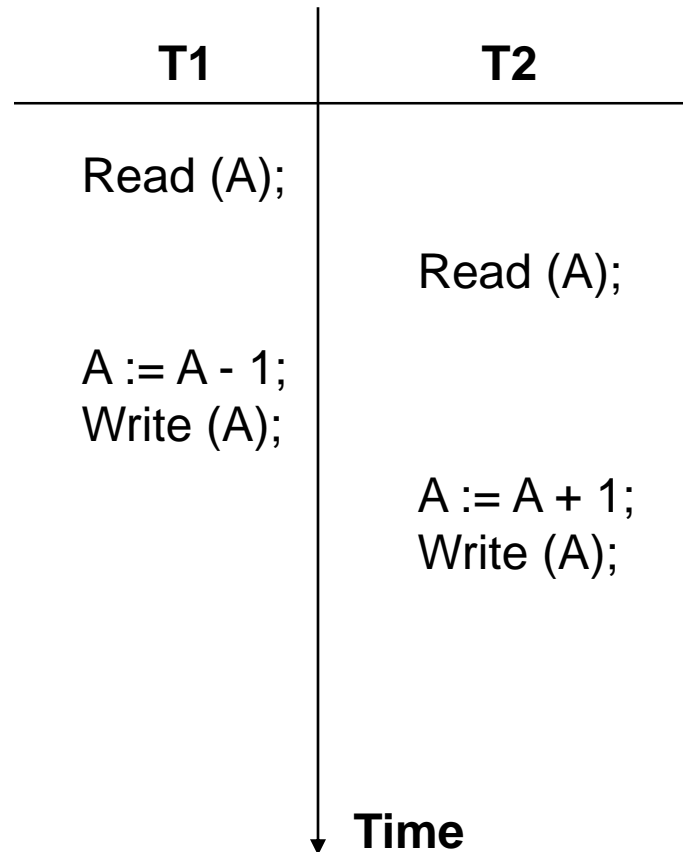 T1 T2
Read (A);
Read (A);
A := A - 1;
Write (A);
A := A + 1;
Write (A);
Time